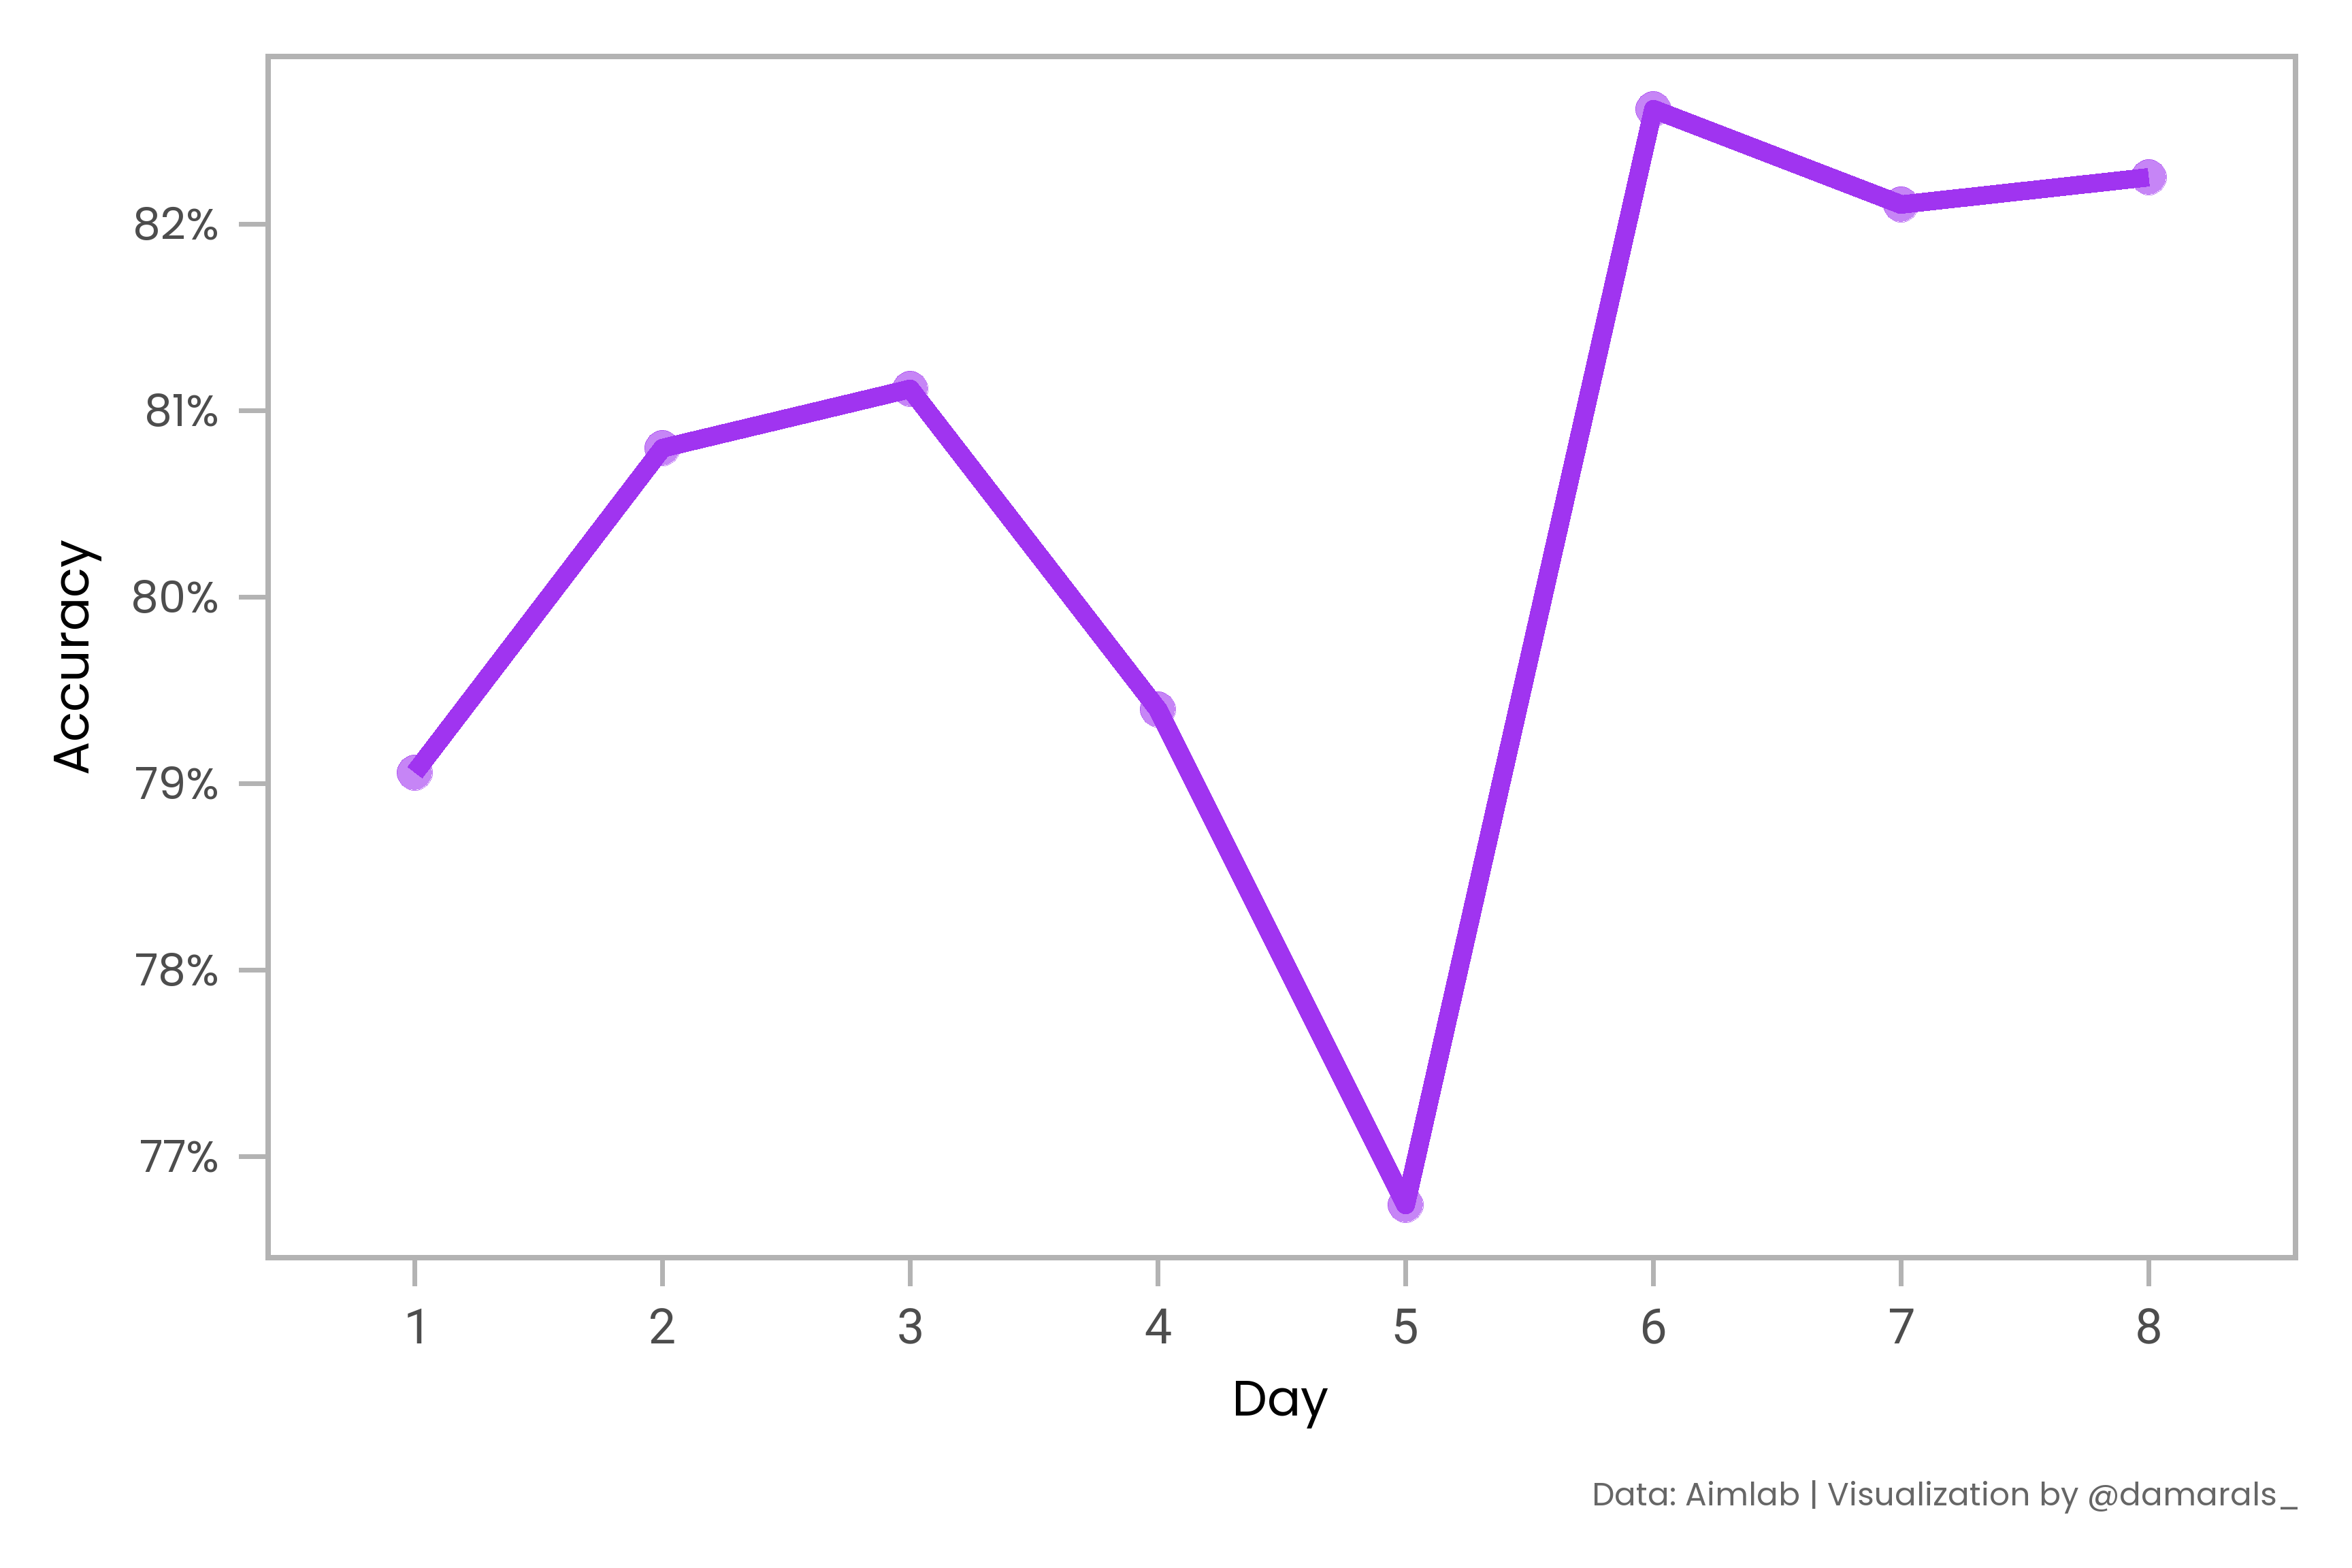 82%
81%
80%
79%
78%
77%
Accuracy
1 2 3 4 5 6 7 8
Day
Data: Aimlab | Visualization by @damarals_